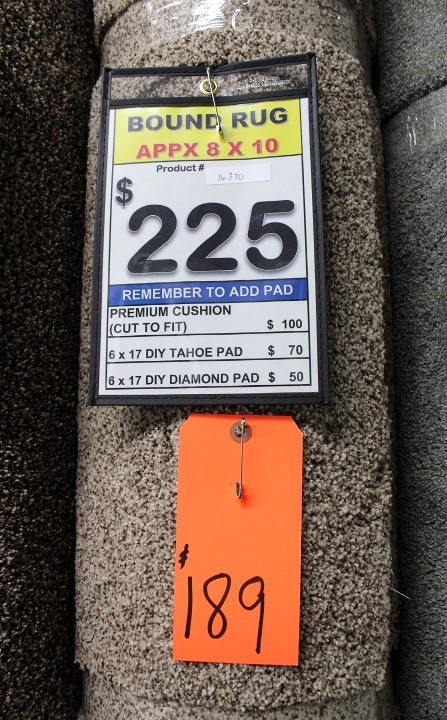 BOUND RUG
APPX 8 X 10
Product # 16370
$225
REMEMBER TO ADD PAD
PREMIUM CUSHION
(CUT TO FIT) $ 100
6 x 17 DIY TAHOE PAD $ 70
6 x 17 DIY DIAMOND PAD $ 50
$189